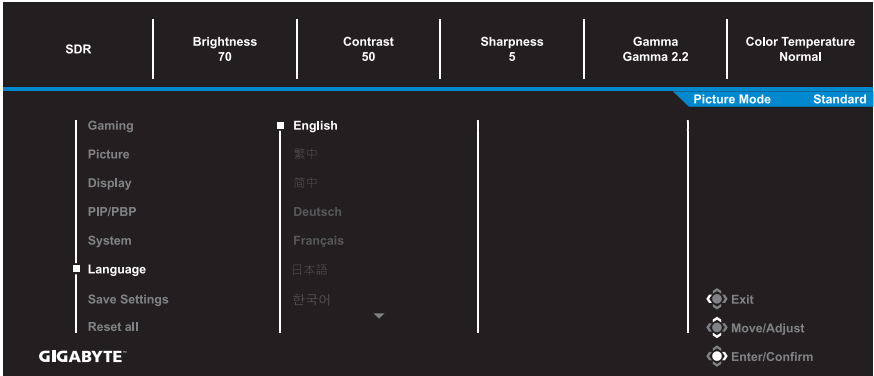 SDR
Brightness
70
Contrast
50
Sharpness
5
Gamma
Gamma 2.2
Color Temperature
Normal
Picture Mode Standard
Gaming
Picture
Display
PIP/PBP
System
Language
Save Settings
Reset all
English
繁中
简中
Deutsch
Français
日本語
한국어
Exit
Move/Adjust
Enter/Confirm
GIGABYTE™